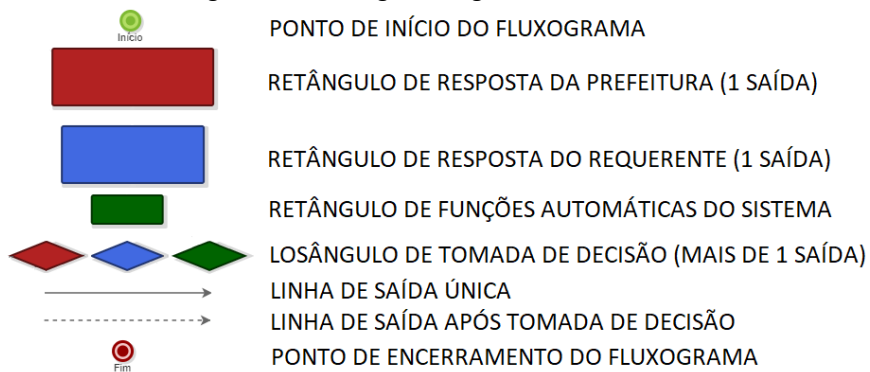 Início
PONTO DE INÍCIO DO FLUXOGRAMA
RETÂNGULO DE RESPOSTA DA PREFEITURA (1 SAÍDA)
RETÂNGULO DE RESPOSTA DO REQUERENTE (1 SAÍDA)
RETÂNGULO DE FUNÇÕES AUTOMÁTICAS DO SISTEMA
LOSÂNGULO DE TOMADA DE DECISÃO (MAIS DE 1 SAÍDA)
LINHA DE SAÍDA ÚNICA
LINHA DE SAÍDA APÓS TOMADA DE DECISÃO
Fim
PONTO DE ENCERRAMENTO DO FLUXOGRAMA